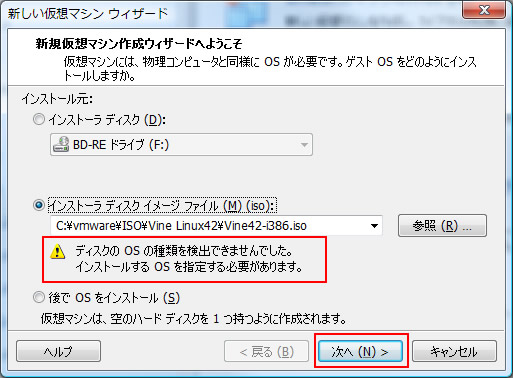 新しい仮想マシン ウィザード
新規仮想マシン作成ウィザードへようこそ
仮想マシンには、物理コンピュータと同様に OS が必要です。ゲスト OS をどのようにインス
トールしますか。
インストール元:
インストーラ ディスク (D):
BD-RE ドライブ (F:)
インストーラ ディスク イメージ ファイル (M) (iso):
C:¥vmware¥ISO¥Vine Linux42¥Vine42-i386.iso
参照 (R) ...
ディスクの OS の種類を検出できませんでした。
インストールする OS を指定する必要があります。
後で OS をインストール (S)
仮想マシンは、空のハード ディスクを 1 つ持つように作成されます。
ヘルプ
< 戻る (B)
次へ (N) >
キャンセル